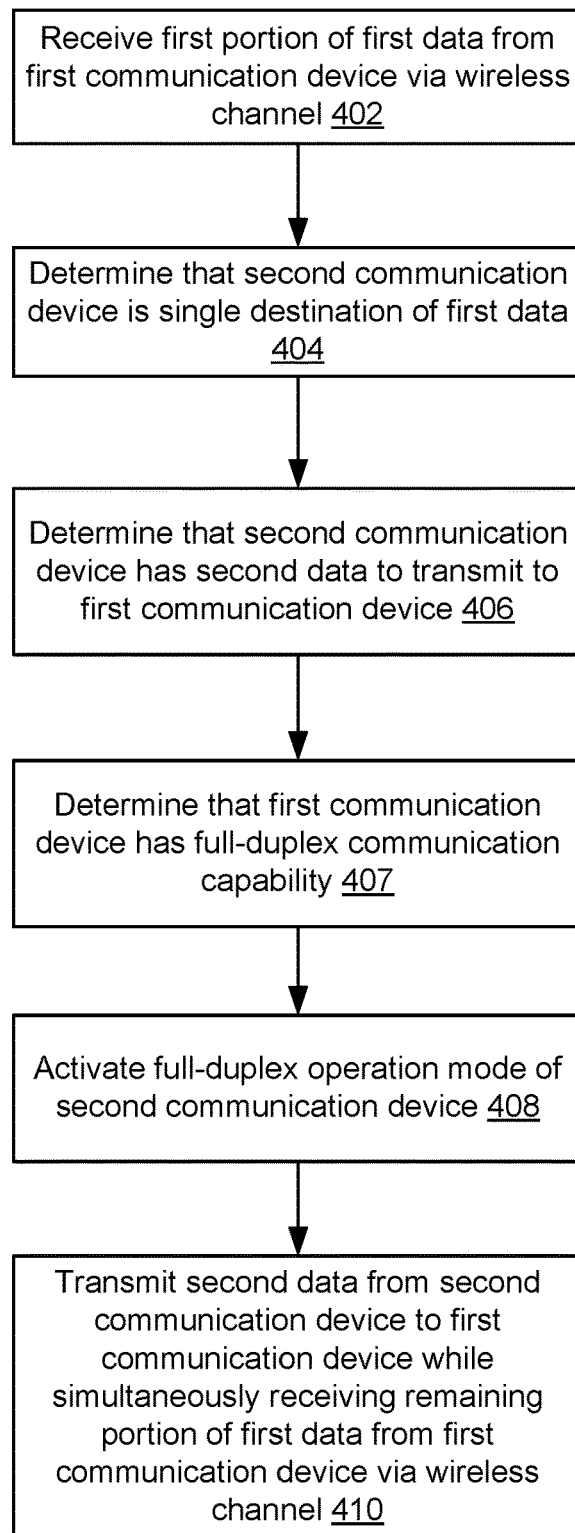 Receive first portion of first data from
first communication device via wireless
channel 402
Determine that second communication
device is single destination of first data
404
Determine that second communication
device has second data to transmit to
first communication device 406
Determine that first communication
device has full-duplex communication
capability 407
Activate full-duplex operation mode of
second communication device 408
Transmit second data from second
communication device to first
communication device while
simultaneously receiving remaining
portion of first data from first
communication device via wireless
channel 410